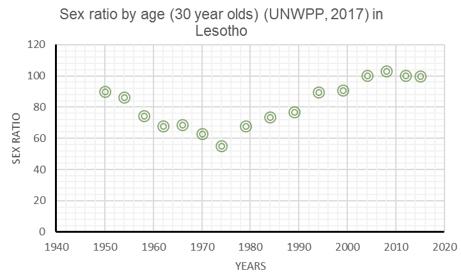 Sex ratio by age (30 year olds) (UNWPP, 2017) in
Lesotho
120
100
80
60
40
20
0
SEX RATIO
1940 1950 1960 1970 1980 1990 2000 2010 2020
YEARS